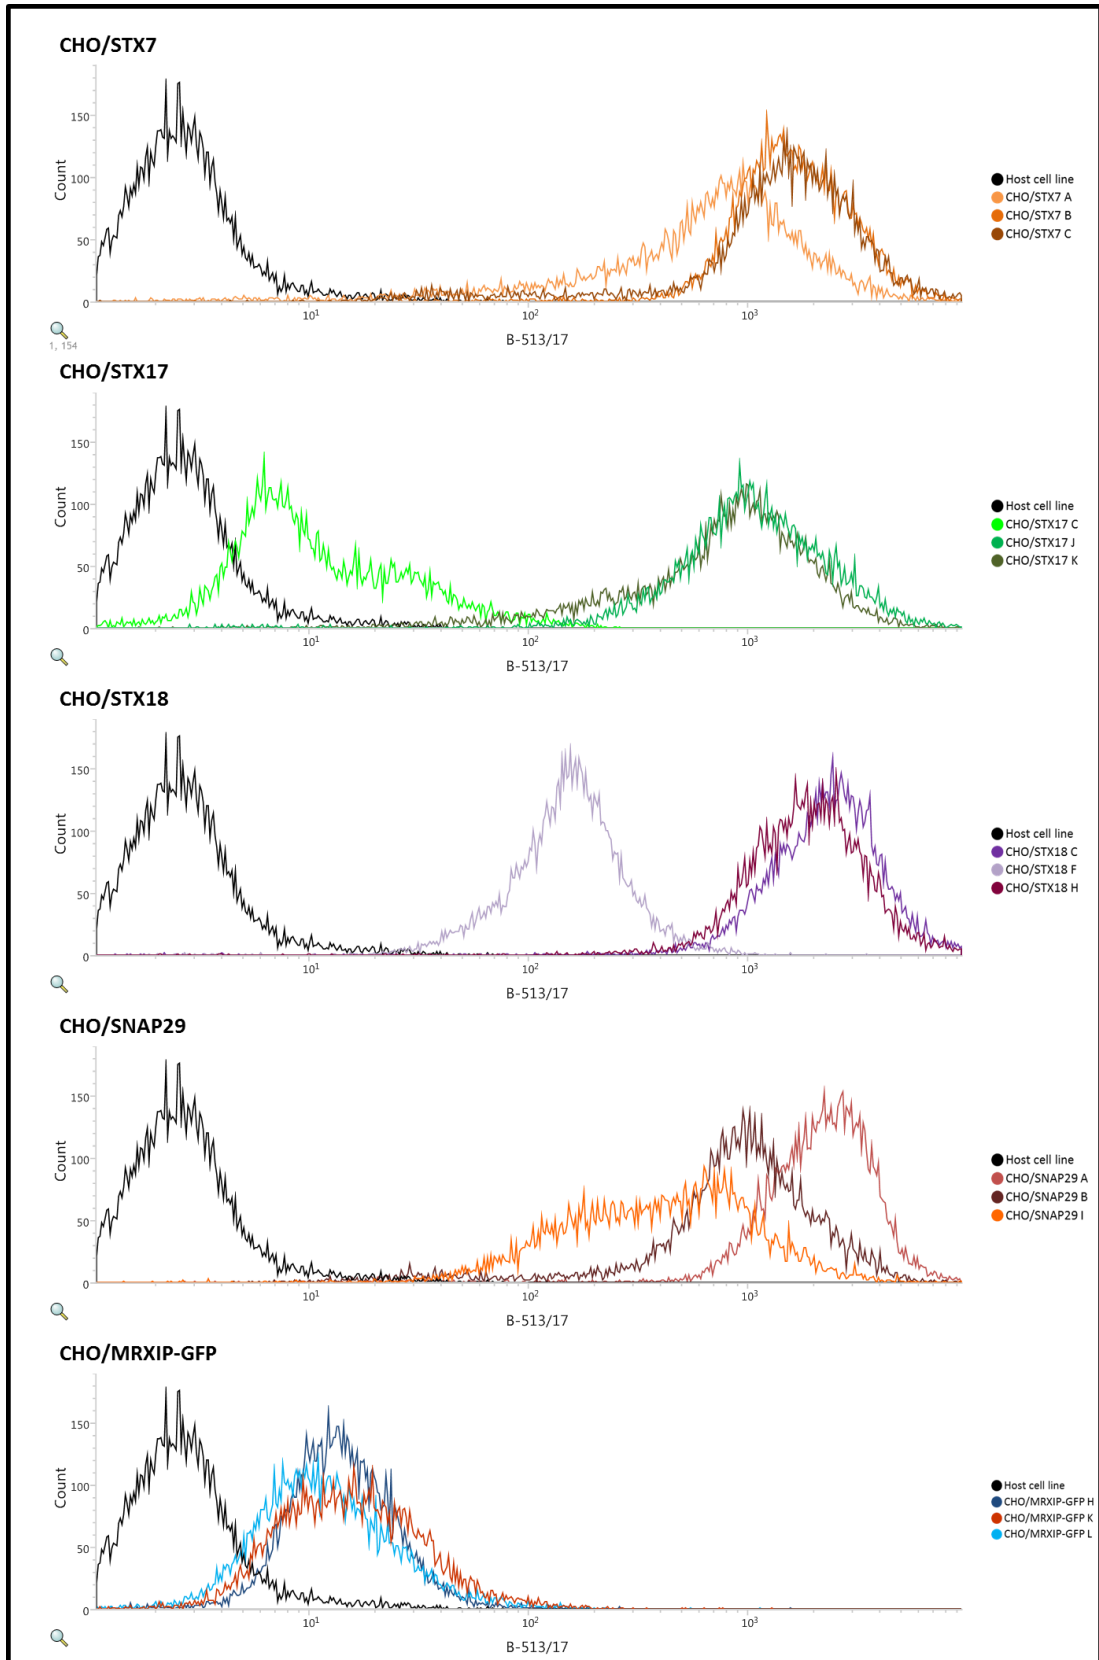 CHO/STX7
150
100
50
0
Count
10¹
10²
10³
B-513/17
1, 154
Host cell line
CHO/STX7 A
CHO/STX7 B
CHO/STX7 C
CHO/STX17
150
100
50
0
Count
10¹
10²
10³
B-513/17
Host cell line
CHO/STX17 C
CHO/STX17 J
CHO/STX17 K
CHO/STX18
150
100
50
0
Count
10¹
10²
10³
B-513/17
Host cell line
CHO/STX18 C
CHO/STX18 F
CHO/STX18 H
CHO/SNAP29
150
100
50
0
Count
10¹
10²
10³
B-513/17
Host cell line
CHO/SNAP29 A
CHO/SNAP29 B
CHO/SNAP29 I
CHO/MRXIP-GFP
150
100
50
0
Count
10¹
10²
10³
B-513/17
Host cell line
CHO/MRXIP-GFP H
CHO/MRXIP-GFP K
CHO/MRXIP-GFP L